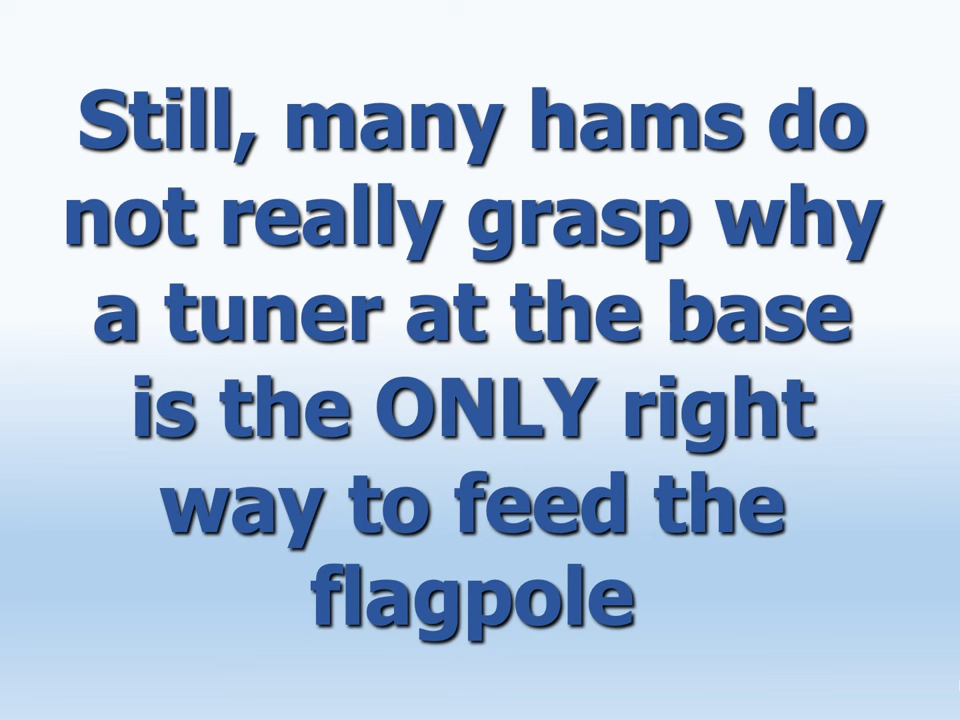 Still, many hams do
not really grasp why
a tuner at the base
is the ONLY right
way to feed the
flagpole